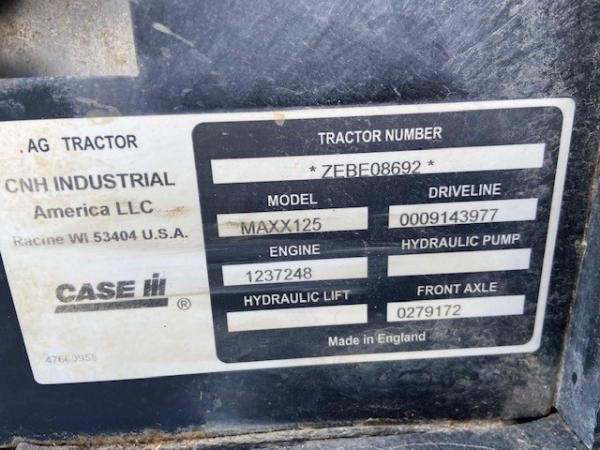 AG TRACTOR
CNH INDUSTRIAL
America LLC
Racine WI 53404 U.S.A.
CASE IH
®
TRACTOR NUMBER
* ZEBE08692 *
MODEL
MAXX125
DRIVELINE
0009143977
ENGINE
1237248
HYDRAULIC PUMP
HYDRAULIC LIFT
FRONT AXLE
0279172
Made in England